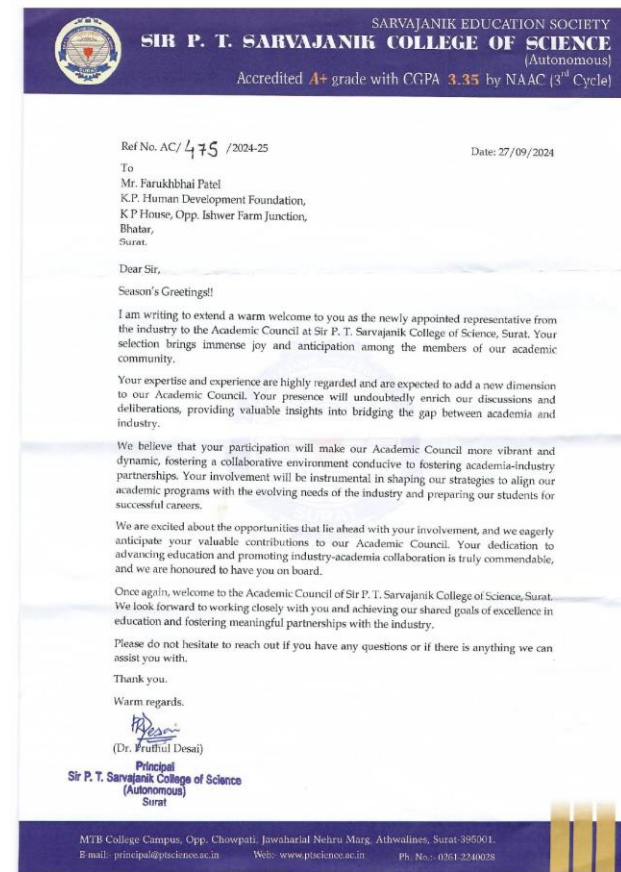 SARVAJANIK EDUCATION SOCIETY
SIR P. T. SARVAJANIK COLLEGE OF SCIENCE
(Autonomous)
Accredited A+ grade with CGPA 3.35 by NAAC (3rd Cycle)
SURAT
Ref No. AC/475 /2024-25
Date: 27/09/2024
To
Mr. Farukhbhai Patel
K.P. Human Development Foundation,
K P House, Opp. Ishwer Farm Junction,
Bhatar,
Surat.
Dear Sir,
Season's Greetings!!
I am writing to extend a warm welcome to you as the newly appointed representative from
the industry to the Academic Council at Sir P. T. Sarvajanik College of Science, Surat. Your
selection brings immense joy and anticipation among the members of our academic
community.
Your expertise and experience are highly regarded and are expected to add a new dimension
to our Academic Council. Your presence will undoubtedly enrich our discussions and
deliberations, providing valuable insights into bridging the gap between academia and
industry.
We believe that your participation will make our Academic Council more vibrant and
dynamic, fostering a collaborative environment conducive to fostering academia-industry
partnerships. Your involvement will be instrumental in shaping our strategies to align our
academic programs with the evolving needs of the industry and preparing our students for
successful careers.
We are excited about the opportunities that lie ahead with your involvement, and we eagerly
anticipate your valuable contributions to our Academic Council. Your dedication to
advancing education and promoting industry-academia collaboration is truly commendable,
and we are honoured to have you on board.
Once again, welcome to the Academic Council of Sir P. T. Sarvajanik College of Science, Surat.
We look forward to working closely with you and achieving our shared goals of excellence in
education and fostering meaningful partnerships with the industry.
Please do not hesitate to reach out if you have any questions or if there is anything we can
assist you with.
Thank you.
Warm regards.
(Dr. Pruthul Desai)
Principal
Sir P. T. Sarvajanik College of Science
(Autonomous)
Surat
MTB College Campus, Opp. Chowpati, Jawaharlal Nehru Marg, Athwalines, Surat-395001.
E-mail:- principal@ptscience.ac.in Web:- www.ptscience.ac.in Ph. No.:- 0261-2240028